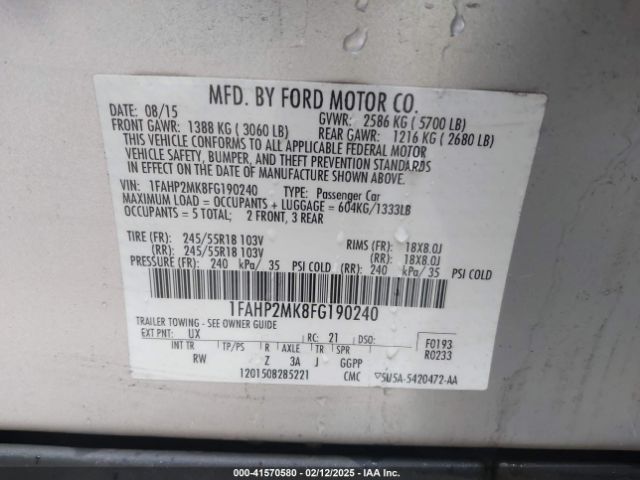 MFD. BY FORD MOTOR CO.
DATE: 08/15 GVWR: 2586 KG ( 5700 LB)
FRONT GAWR: 1388 KG ( 3060 LB) REAR GAWR: 1216 KG ( 2680 LB)
THIS VEHICLE CONFORMS TO ALL APPLICABLE FEDERAL MOTOR
VEHICLE SAFETY, BUMPER, AND THEFT PREVENTION STANDARDS
IN EFFECT ON THE DATE OF MANUFACTURE SHOWN ABOVE.
VIN: 1FAHP2MK8FG190240 TYPE: Passenger Car
MAXIMUM LOAD = OCCUPANTS + LUGGAGE = 604KG/1333LB
OCCUPANTS = 5 TOTAL; 2 FRONT, 3 REAR
TIRE (FR): 245/55R18 103V RIMS (FR): 18X8.0J
(RR): 245/55R18 103V (RR): 18X8.0J
PRESSURE (FR): 240 kPa/ 35 PSI COLD (RR): 240 kPa/ 35 PSI COLD
1FAHP2MK8FG190240
TRAILER TOWING - SEE OWNER GUIDE
EXT PNT: UX RC: 21 DSO: F0193
INT TR TP/PS R AXLE TR SPR R0233
RW Z 3A J GGPP
1201508285221 CMC SU5A-5420472-AA
000-41570580 - 02/12/2025 - IAA Inc.